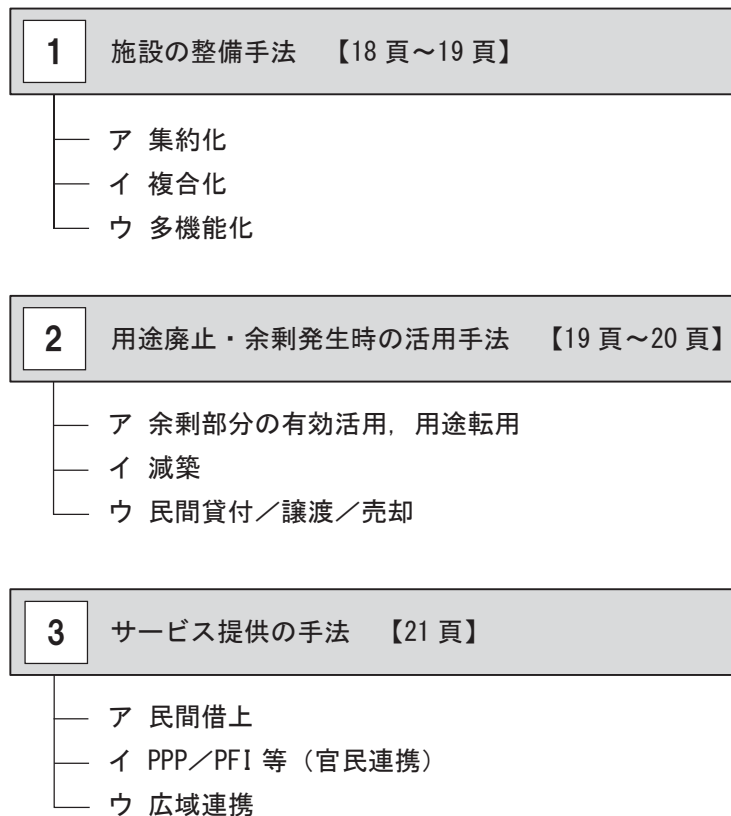 1 施設の整備手法 【18 頁～19 頁】
ア 集約化
イ 複合化
ウ 多機能化
2 用途廃止・余剰発生時の活用手法 【19 頁～20 頁】
ア 余剰部分の有効活用，用途転用
イ 減築
ウ 民間貸付／譲渡／売却
3 サービス提供の手法 【21 頁】
ア 民間借上
イ PPP／PFI 等（官民連携）
ウ 広域連携